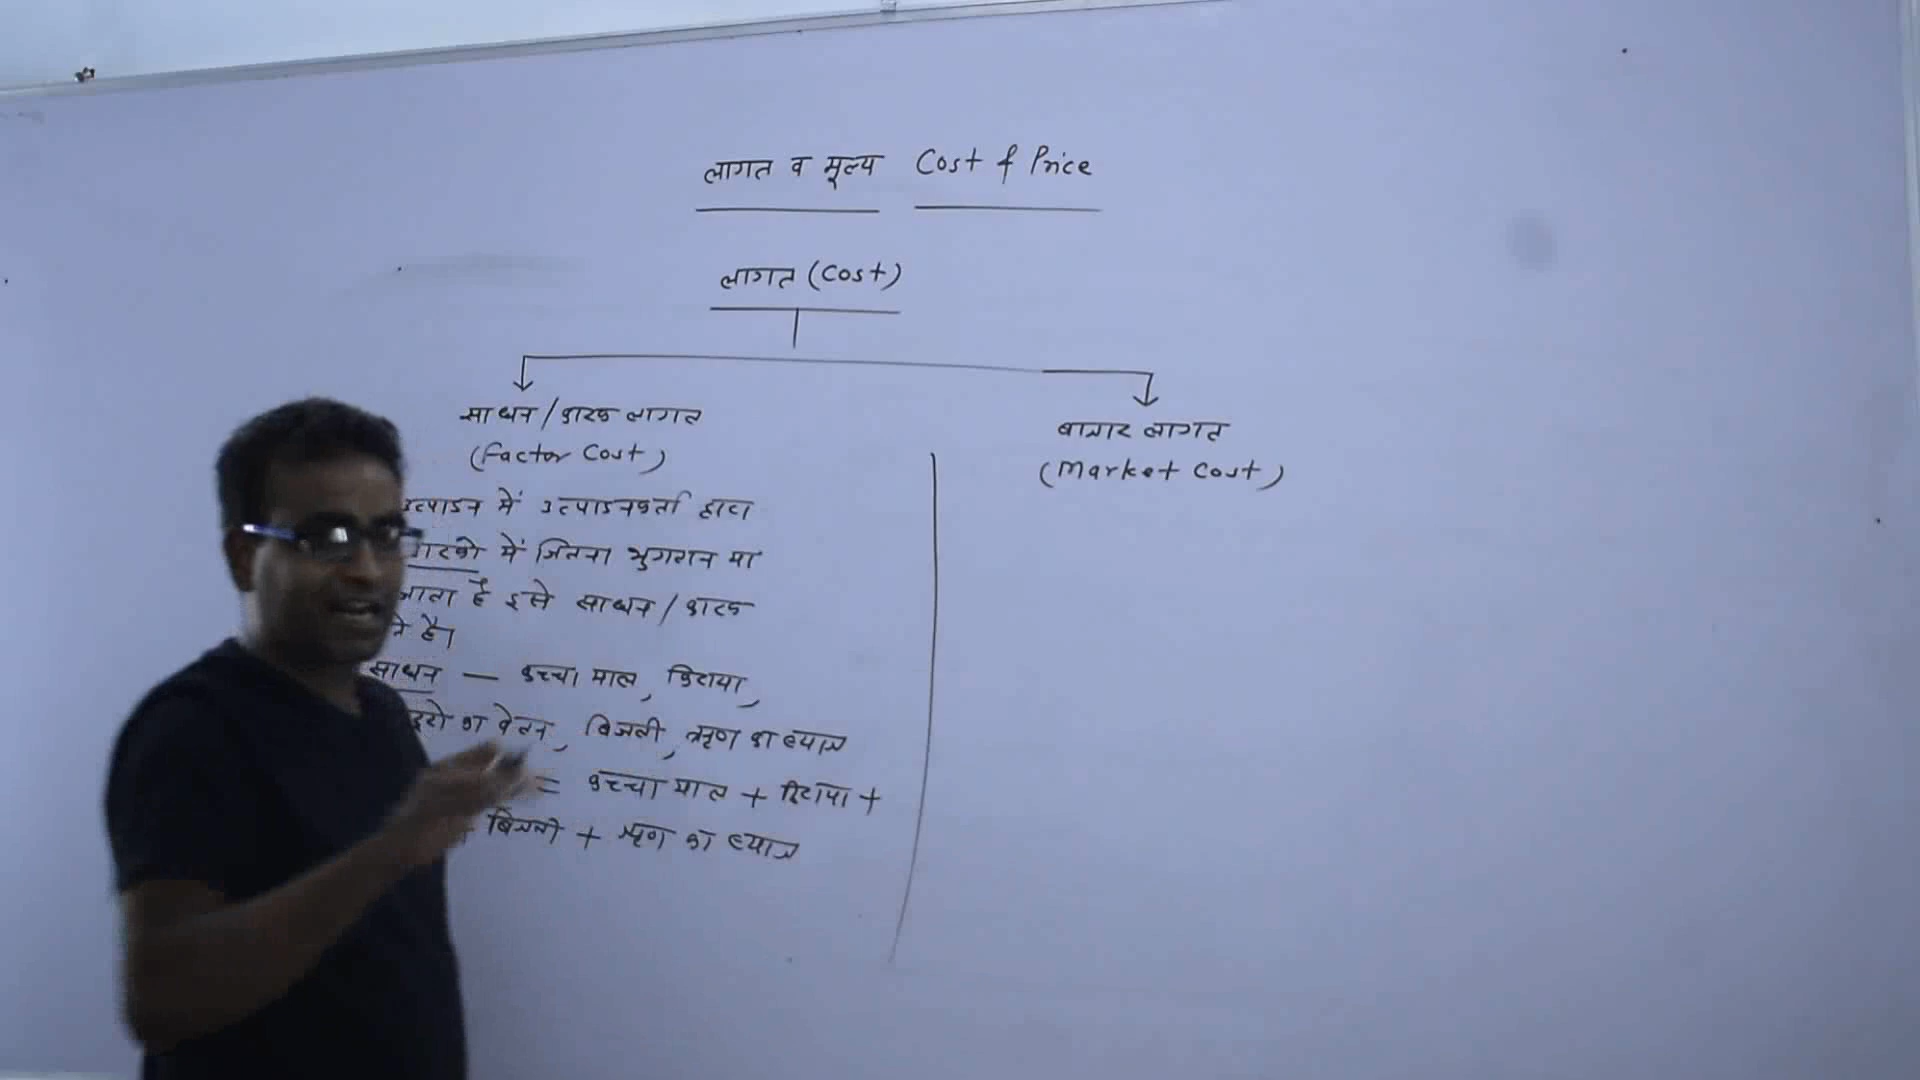 लागत व मूल्य Cost & Price
लागत (Cost)
साधन/कारक लागत
(Factor Cost)
बाजार लागत
(Market Cost)
उत्पादन में उत्पादनकर्ता द्वारा
में जितना भुगतान
जाता है इसे साधन/कारक
है।
साधन — कच्चा माल, किराया,
का वेतन, बिजली, ऋण का ब्याज
= कच्चा माल + किराया +
+ बिजली + ऋण का ब्याज